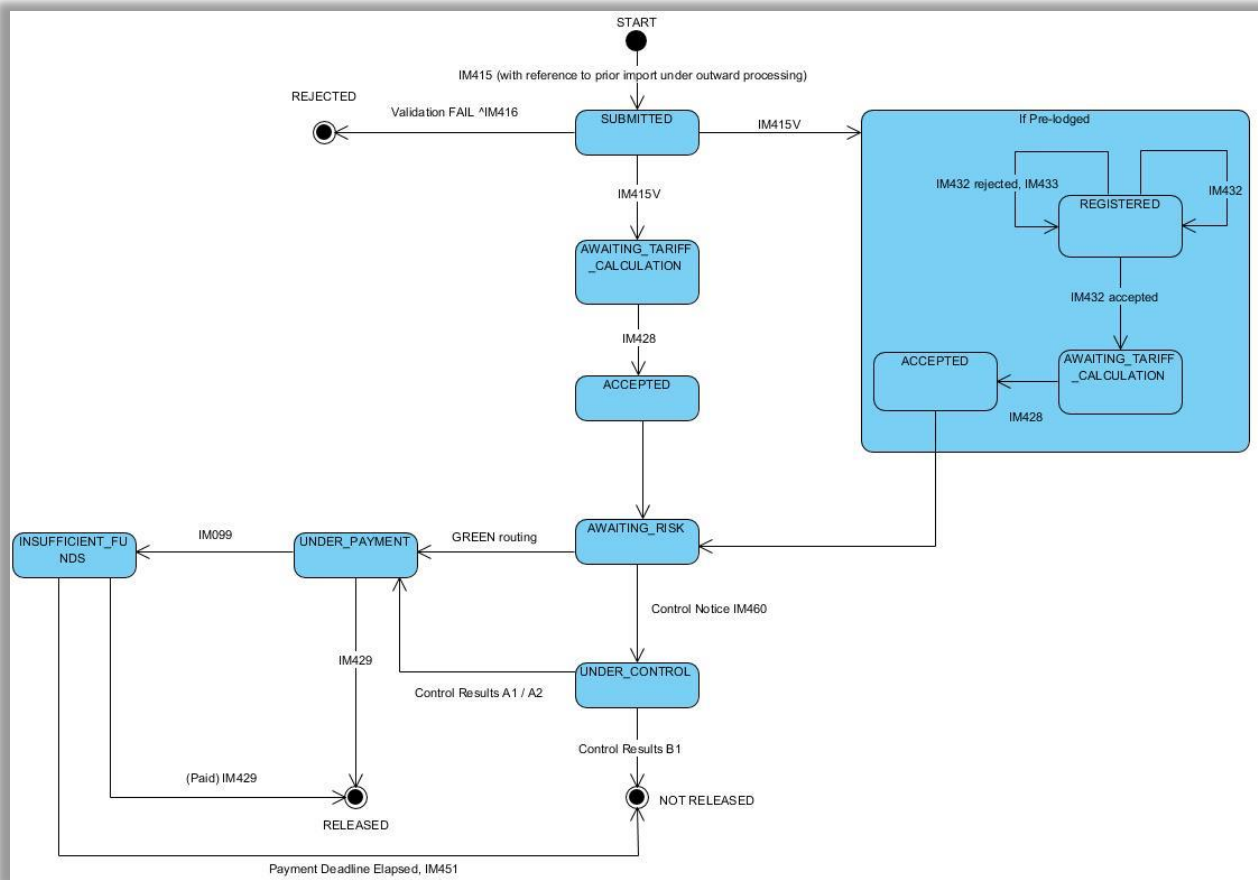 START
IM415 (with reference to prior import under outward processing)
REJECTED
Validation FAIL ^IM416
SUBMITTED
IM415V
If Pre-lodged
IM432 rejected, IM433
IM432
REGISTERED
IM415V
AWAITING_TARIFF
_CALCULATION
IM432 accepted
IM428
ACCEPTED
AWAITING_TARIFF
_CALCULATION
ACCEPTED
IM428
INSUFFICIENT_FU
NDS
IM099
UNDER_PAYMENT
GREEN routing
AWAITING_RISK
Control Notice IM460
IM429
UNDER_CONTROL
Control Results A1 / A2
Control Results B1
(Paid) IM429
RELEASED
NOT RELEASED
Payment Deadline Elapsed, IM451